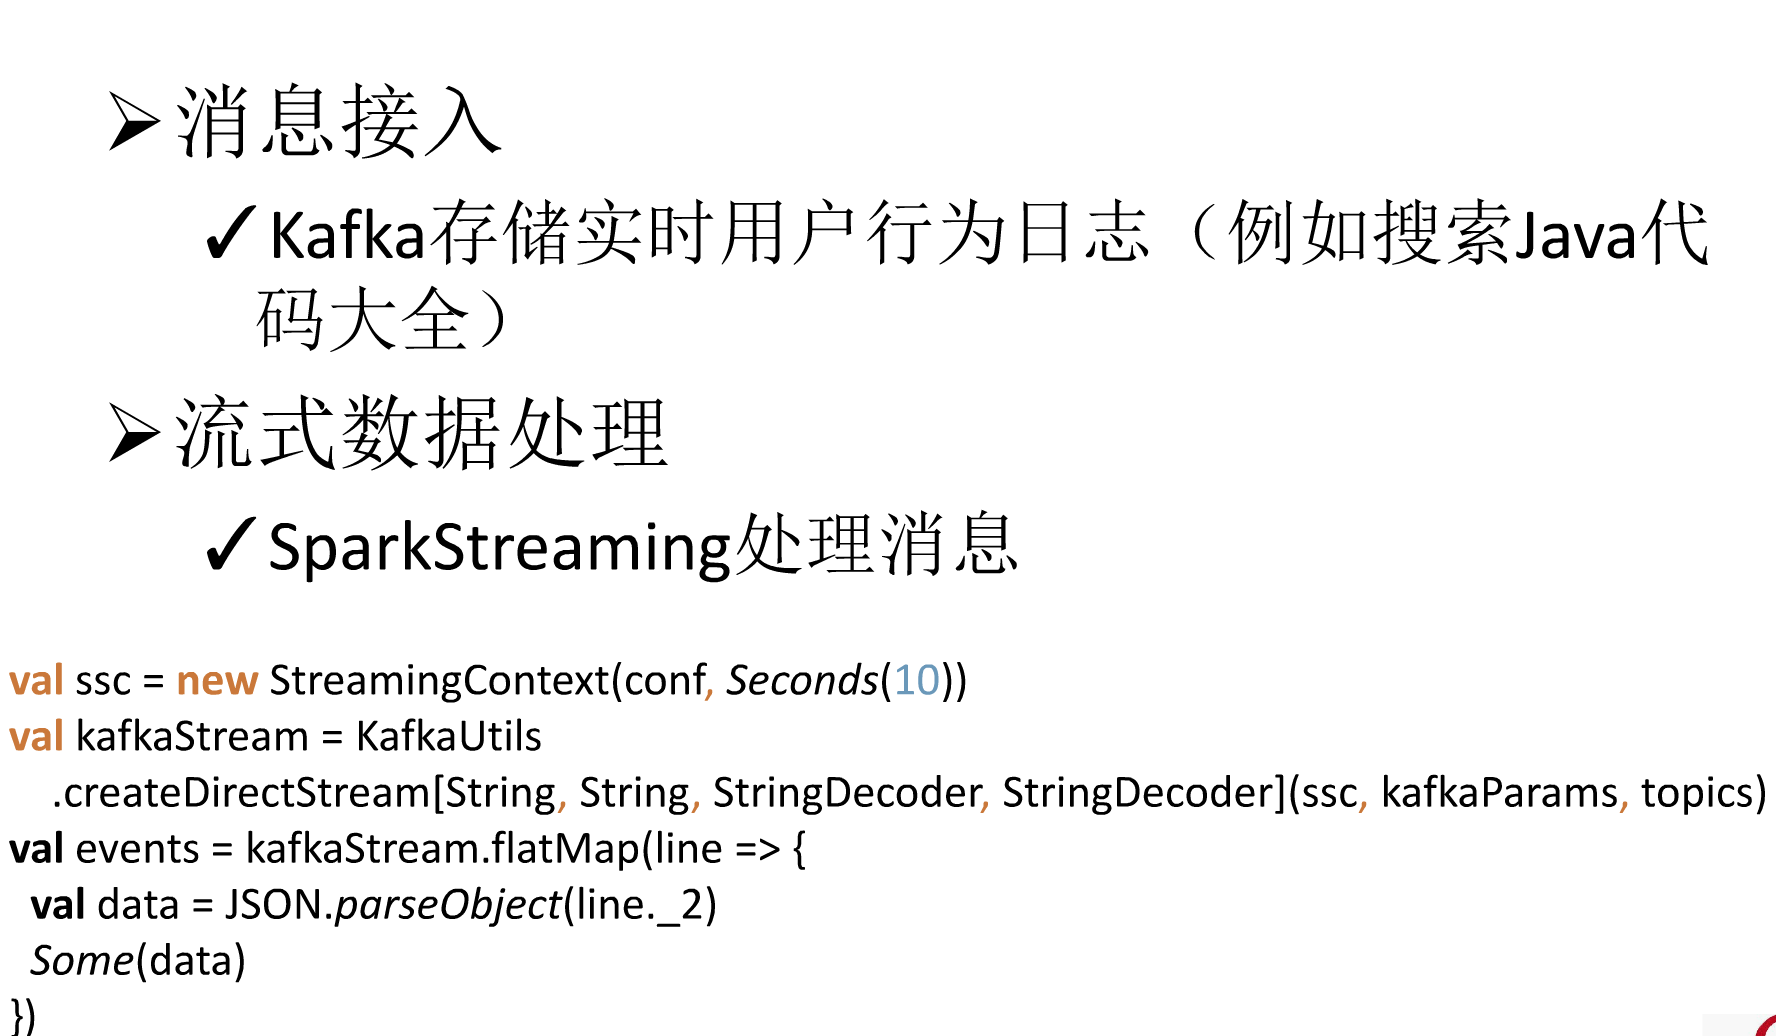 ➢消息接入
✓Kafka存储实时用户行为日志（例如搜索Java代
码大全）
➢流式数据处理
✓SparkStreaming处理消息
val ssc = new StreamingContext(conf, Seconds(10))
val kafkaStream = KafkaUtils
.createDirectStream[String, String, StringDecoder, StringDecoder](ssc, kafkaParams, topics)
val events = kafkaStream.flatMap(line => {
val data = JSON.parseObject(line._2)
Some(data)
})